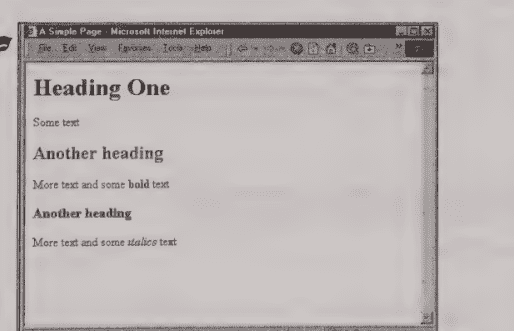 A Simple Page - Microsoft Internet Explorer
File Edit View Favorites Tools Help »
Heading One
Some text
Another heading
More text and some bold text
Another heading
More text and some italics text